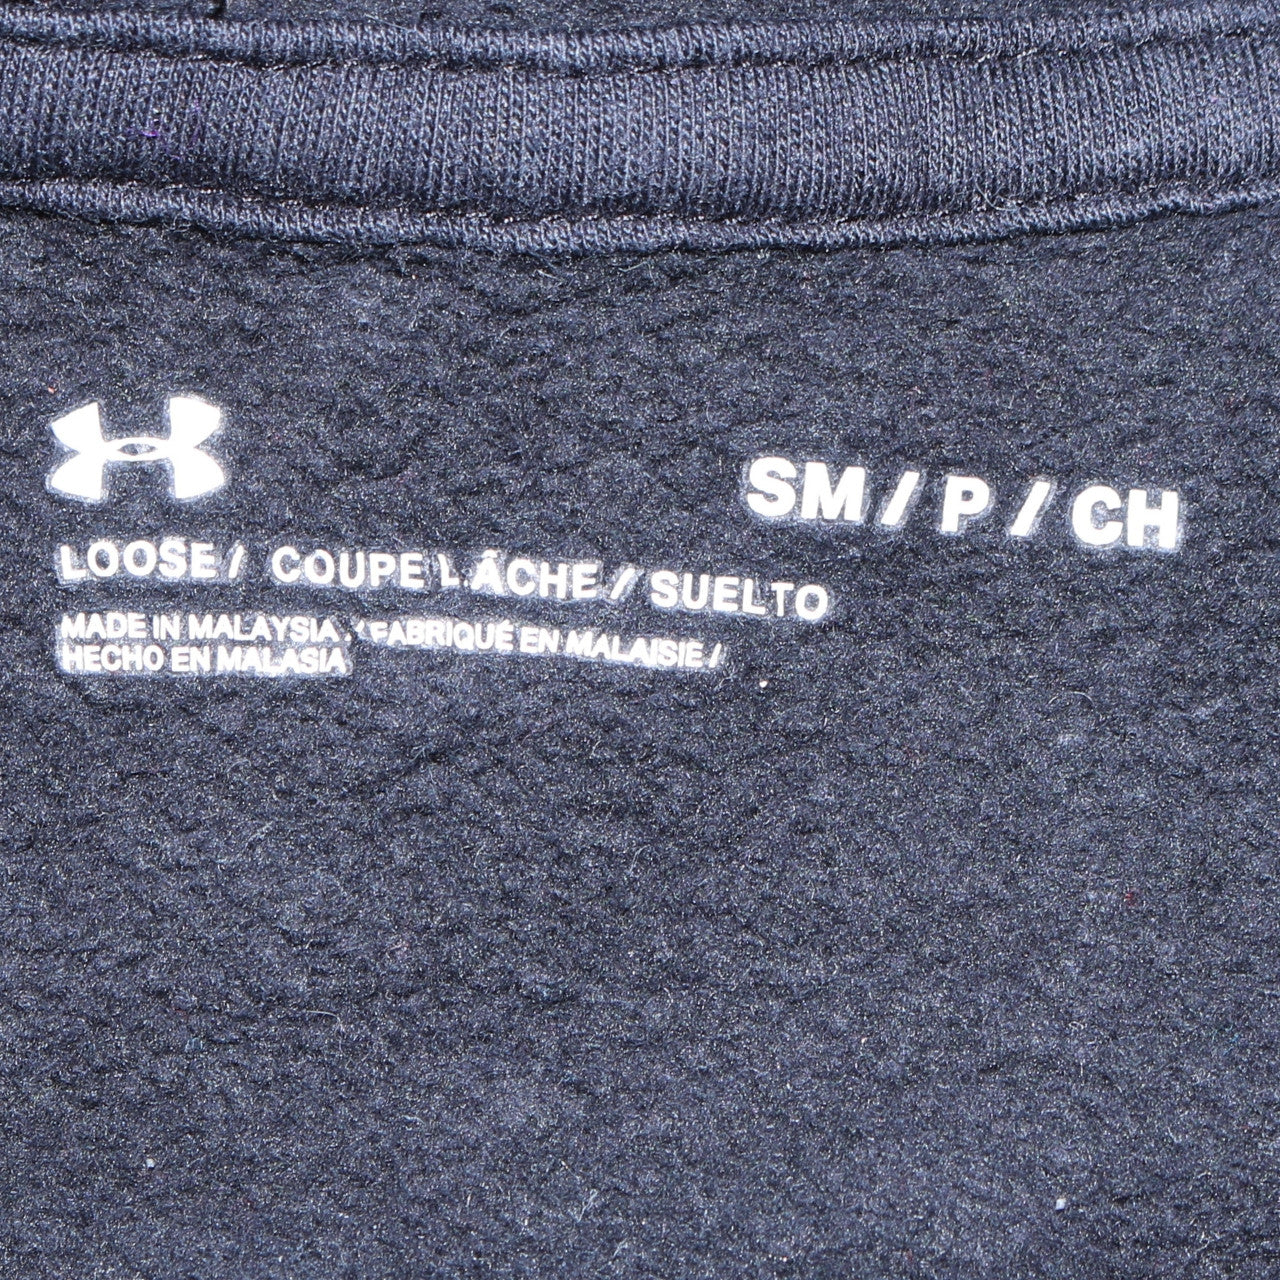 SM / P / CH
LOOSE / COUPE LÂCHE / SUELTO
MADE IN MALAYSIA / FABRIQUÉ EN MALAISIE /
HECHO EN MALASIA